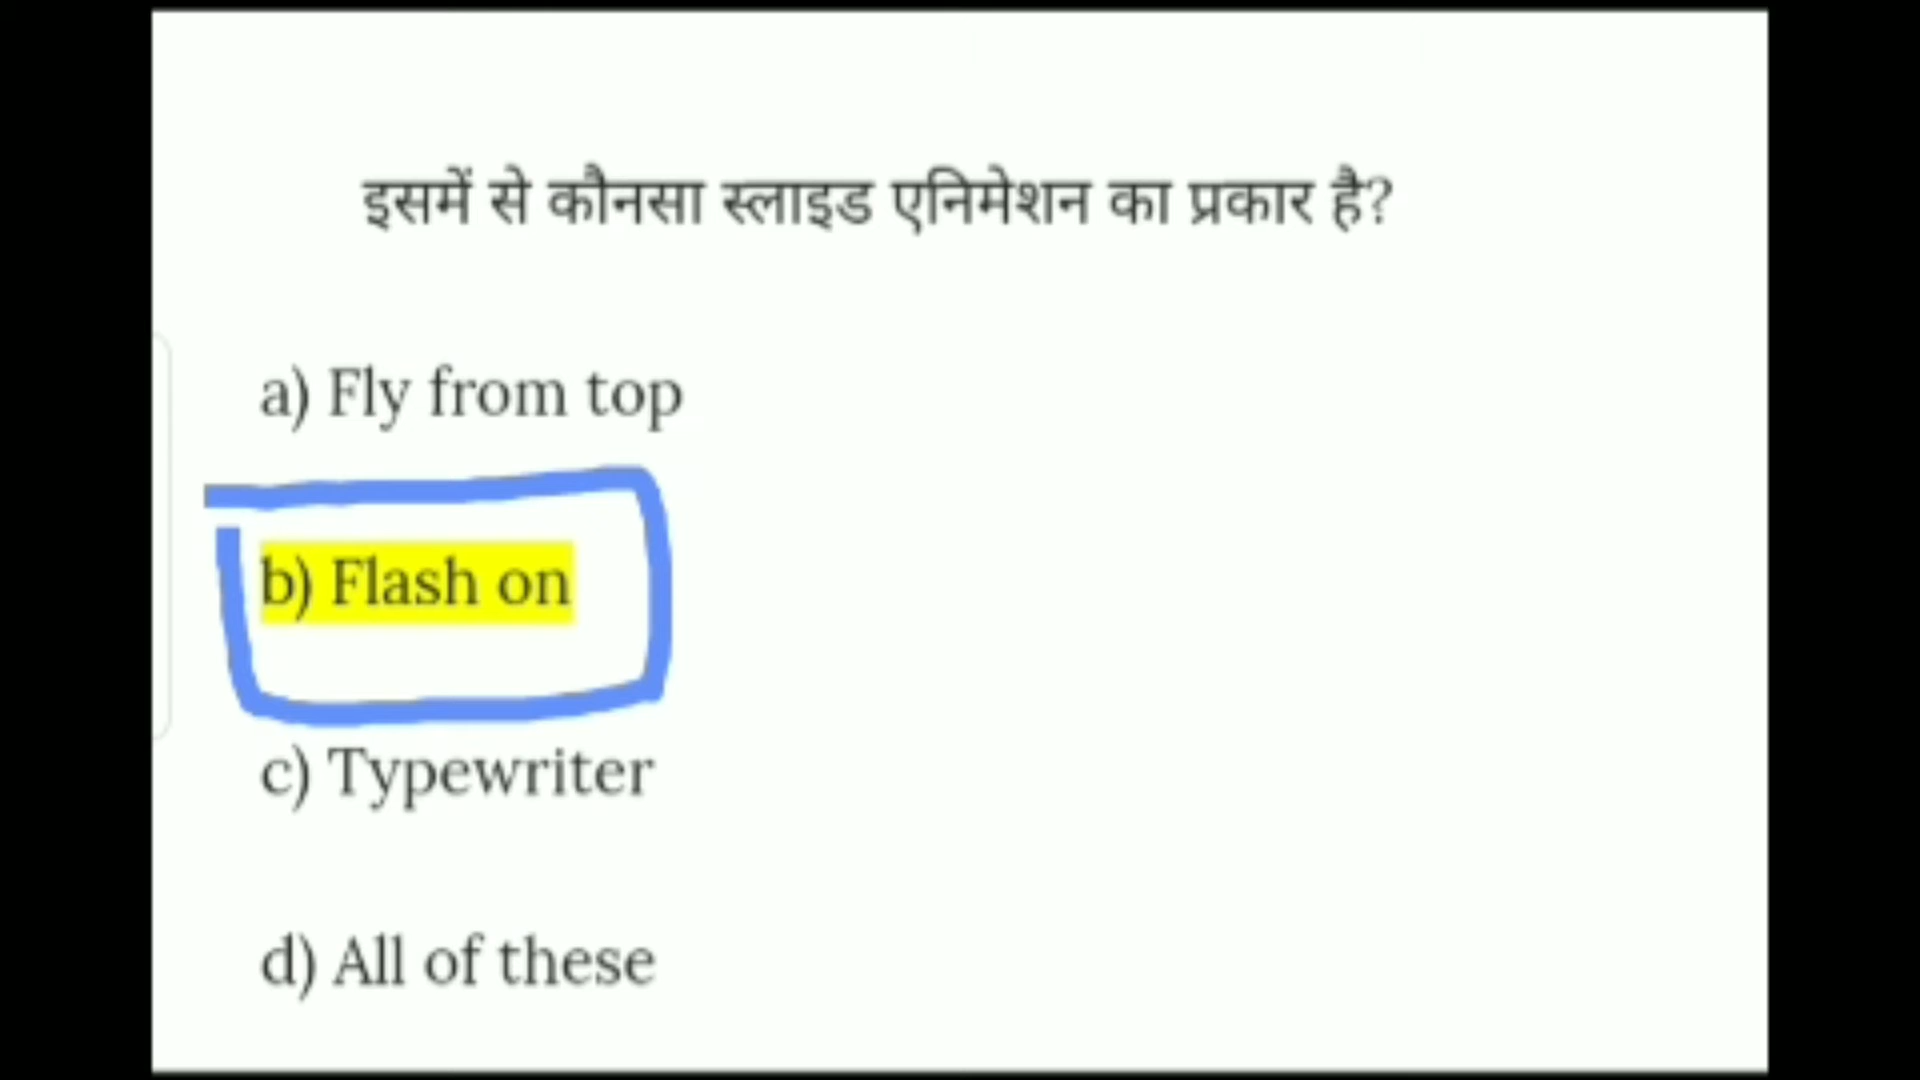 इसमें से कौनसा स्लाइड एनिमेशन का प्रकार है?
a) Fly from top
b) Flash on
c) Typewriter
d) All of these